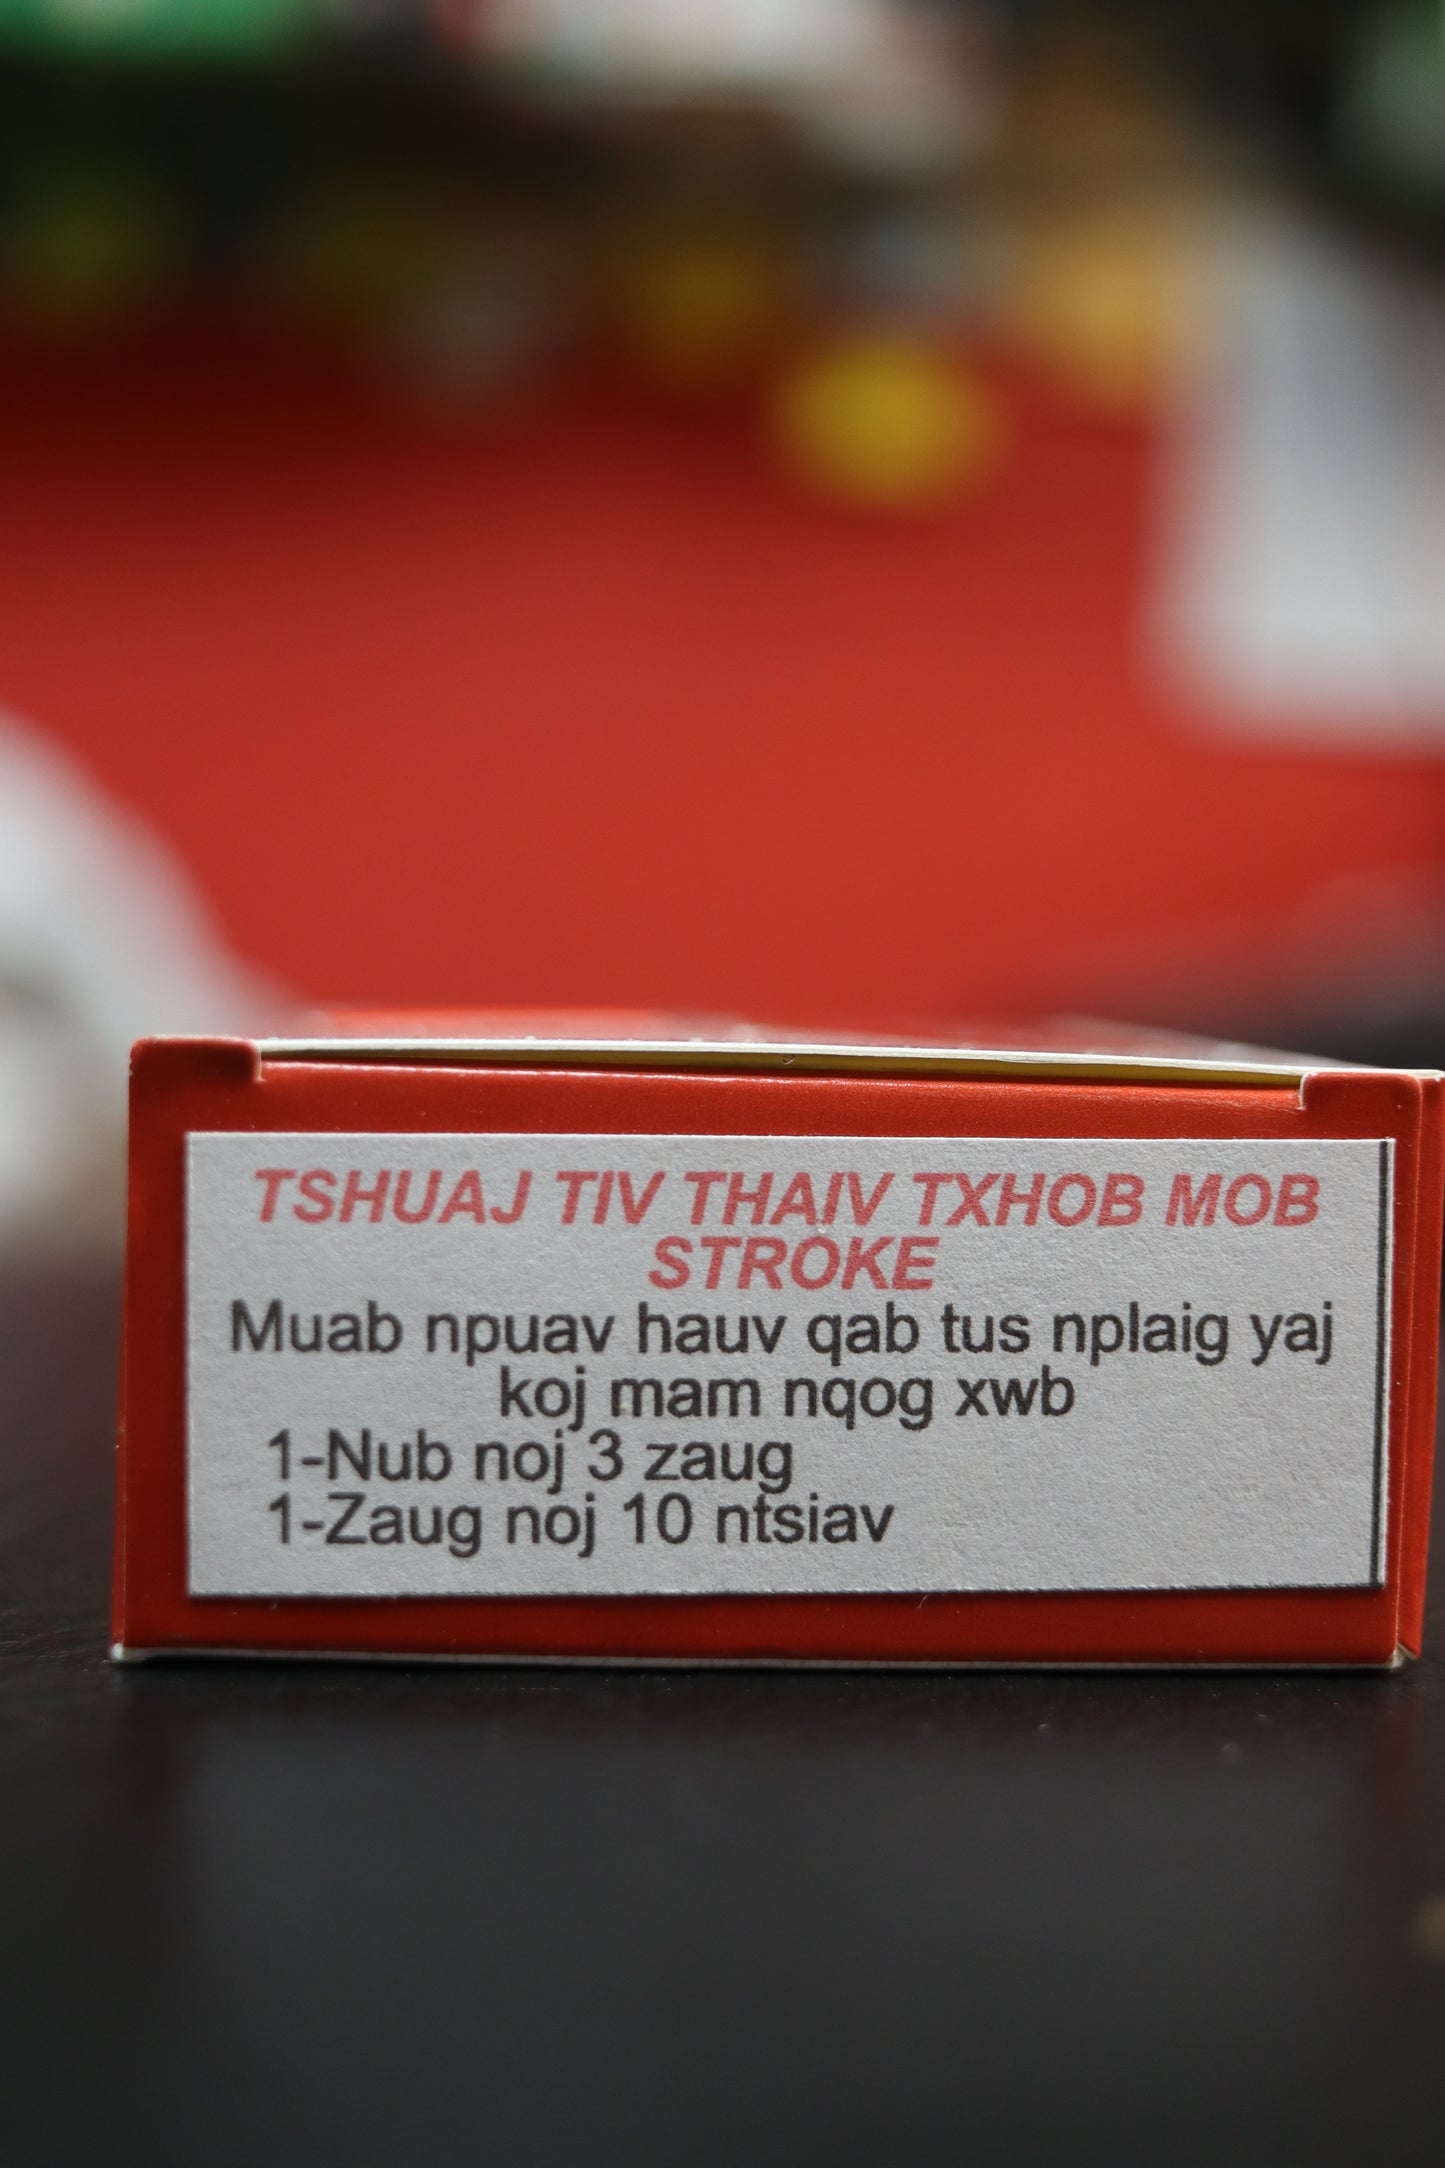 TSHUAJ TIV THAIV TXHOB MOB
STROKE
Muab npuav hauv qab tus nplaig yaj
koj mam nqog xwb
1-Nub noj 3 zaug
1-Zaug noj 10 ntsiav